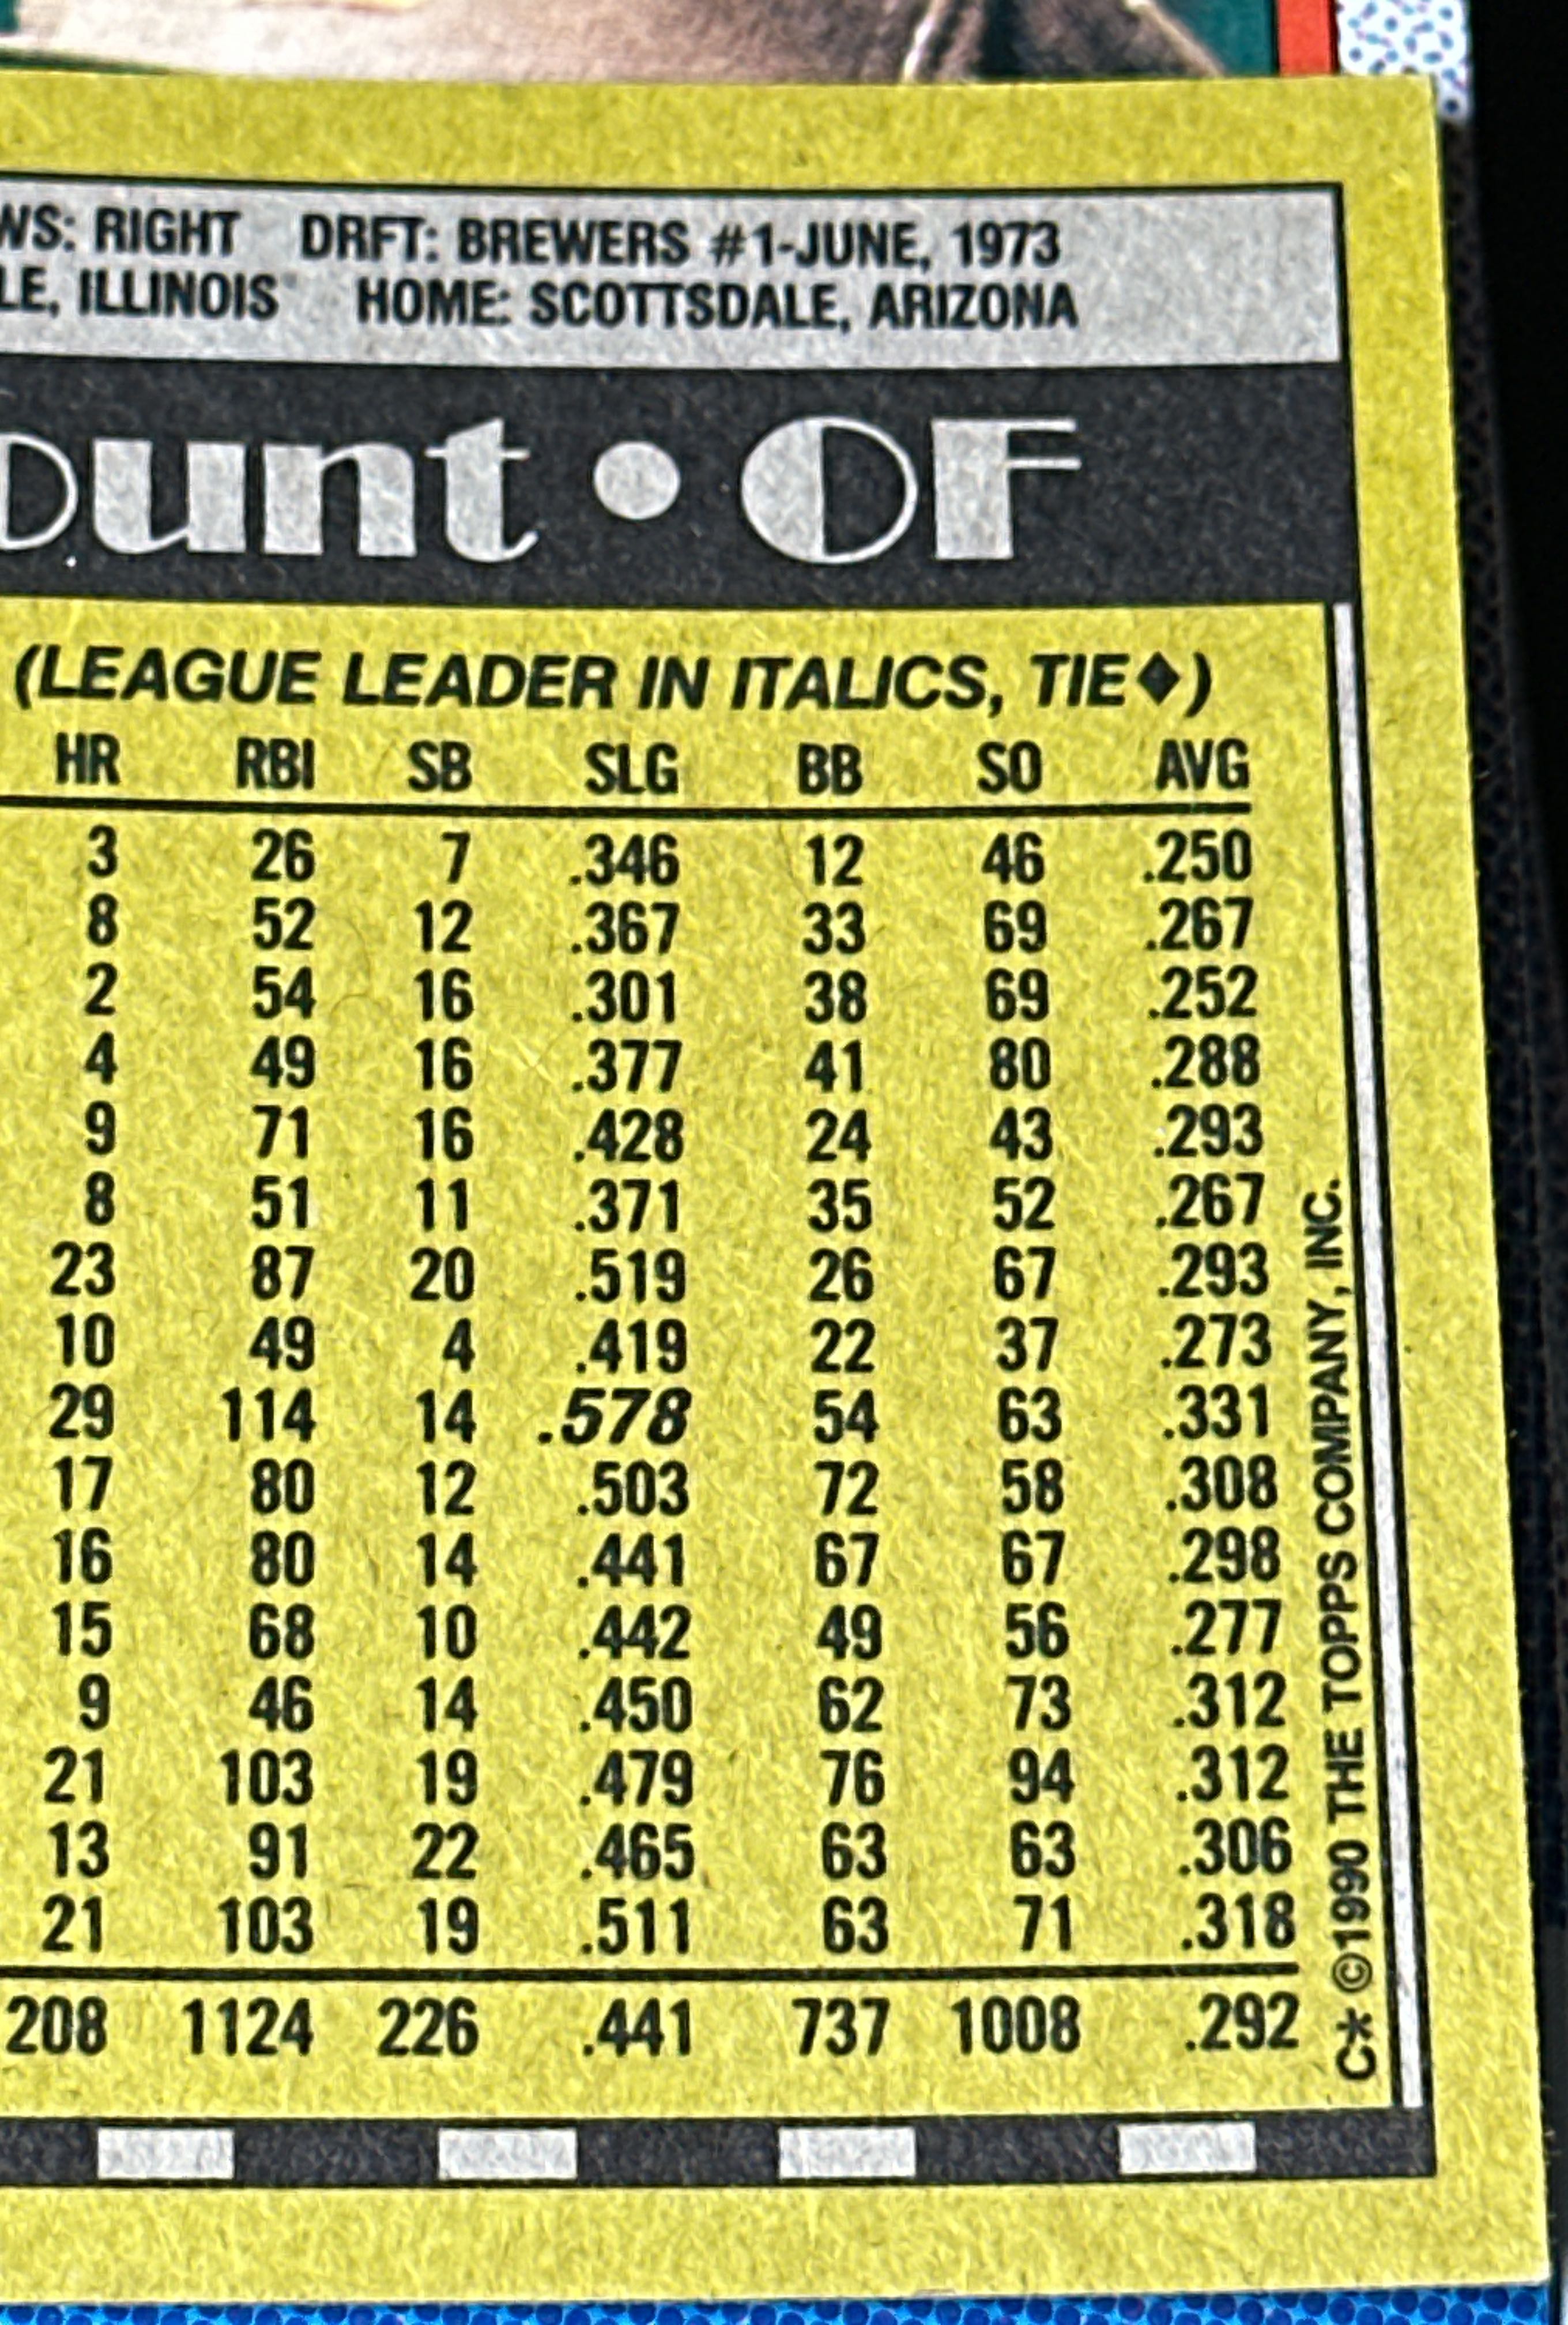 WS: RIGHT DRFT: BREWERS #1-JUNE, 1973
LE, ILLINOIS HOME: SCOTTSDALE, ARIZONA
ount • OF
(LEAGUE LEADER IN ITALICS, TIE♦)
HR RBI SB SLG BB SO AVG
3 26 7 .346 12 46 .250
8 52 12 .367 33 69 .267
2 54 16 .301 38 69 .252
4 49 16 .377 41 80 .288
9 71 16 .428 24 43 .293
8 51 11 .371 35 52 .267
23 87 20 .519 26 67 .293
10 49 4 .419 22 37 .273
29 114 14 .578 54 63 .331
17 80 12 .503 72 58 .308
16 80 14 .441 67 67 .298
15 68 10 .442 49 56 .277
9 46 14 .450 62 73 .312
21 103 19 .479 76 94 .312
13 91 22 .465 63 63 .306
21 103 19 .511 63 71 .318
208 1124 226 .441 737 1008 .292
C* ©1990 THE TOPPS COMPANY, INC.